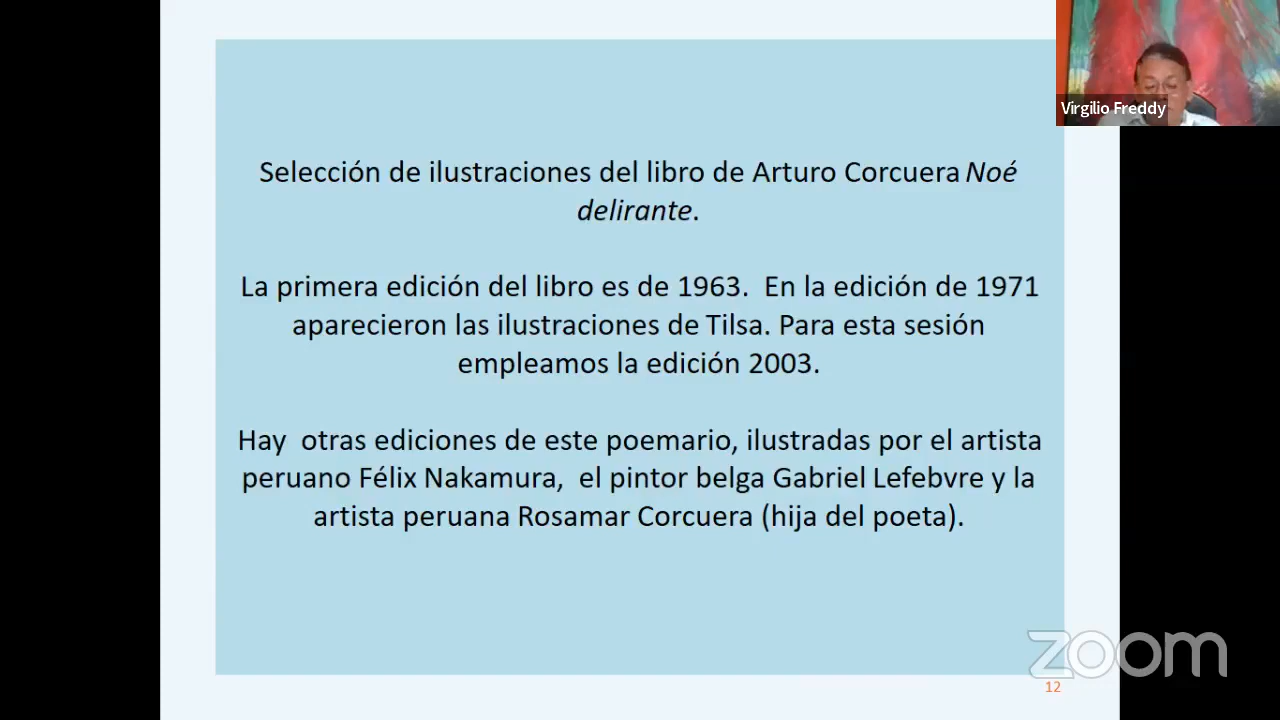 Virgilio Freddy
Selección de ilustraciones del libro de Arturo Corcuera Noé
delirante.
La primera edición del libro es de 1963. En la edición de 1971
aparecieron las ilustraciones de Tilsa. Para esta sesión
empleamos la edición 2003.
Hay otras ediciones de este poemario, ilustradas por el artista
peruano Félix Nakamura, el pintor belga Gabriel Lefebvre y la
artista peruana Rosamar Corcuera (hija del poeta).
zoom
12